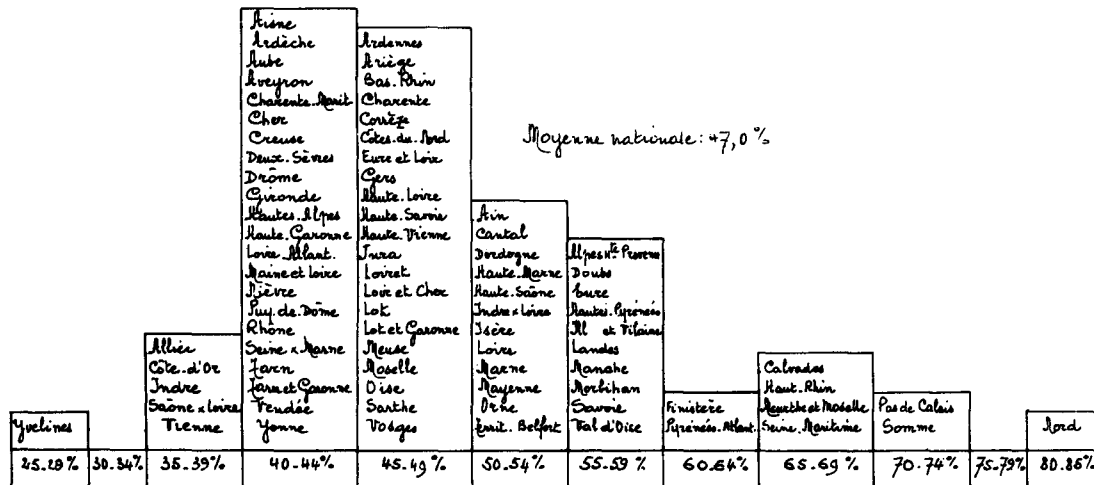 Aisne
Ardèche
Aube
Aveyron
Charente-Marit
Cher
Creuse
Deux-Sèvres
Drôme
Gironde
Hautes-Alpes
Haute-Garonne
Loire-Atlant.
Maine et Loire
Nièvre
Puy-de-Dôme
Rhône
Seine x Marne
Tarn
Tarn et Garonne
Vendée
Yonne
Ardennes
Ariège
Bas-Rhin
Charente
Corrèze
Côtes-du-Nord
Eure et Loir
Gers
Haute-Loire
Haute-Savoie
Haute-Vienne
Jura
Loiret
Loir et Cher
Lot
Lot et Garonne
Meuse
Moselle
Oise
Sarthe
Vosges
Moyenne nationale: 47,0 %
Ain
Cantal
Dordogne
Haute-Marne
Haute-Saône
Indre x Loire
Isère
Loire
Marne
Mayenne
Orne
Territ. Belfort
Alpes Hte Provence
Doubs
Eure
Hautes-Pyrénées
Ill et Vilaine
Landes
Manche
Morbihan
Savoie
Val d'Oise
Allier
Côte-d'Or
Indre
Saône x Loire
Vienne
Calvados
Haut-Rhin
Meurthe et Moselle
Seine-Maritime
Finistère
Pyrénées-Atlant.
Pas de Calais
Somme
Yvelines
Nord
25-29% 30-34% 35-39% 40-44% 45-49 % 50-54% 55-59 % 60-64% 65-69 % 70-74% 75-79% 80-86%